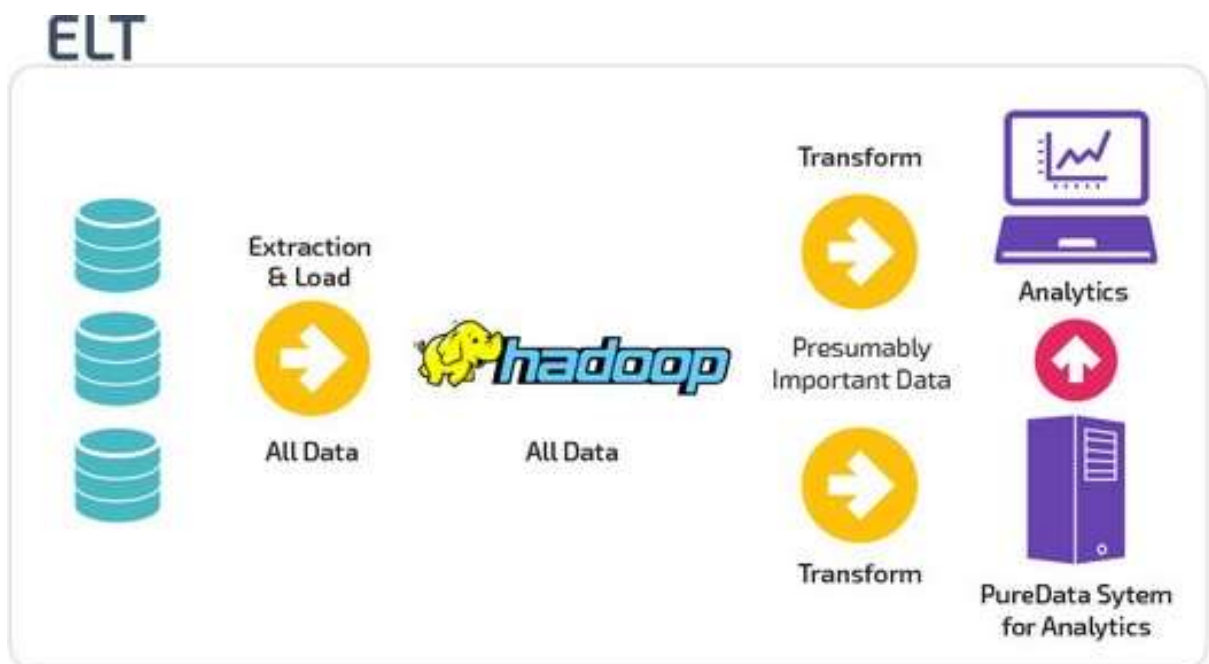 ELT
Extraction
& Load
All Data
hadoop
All Data
Transform
Presumably
Important Data
Transform
Analytics
PureData Sytem
for Analytics